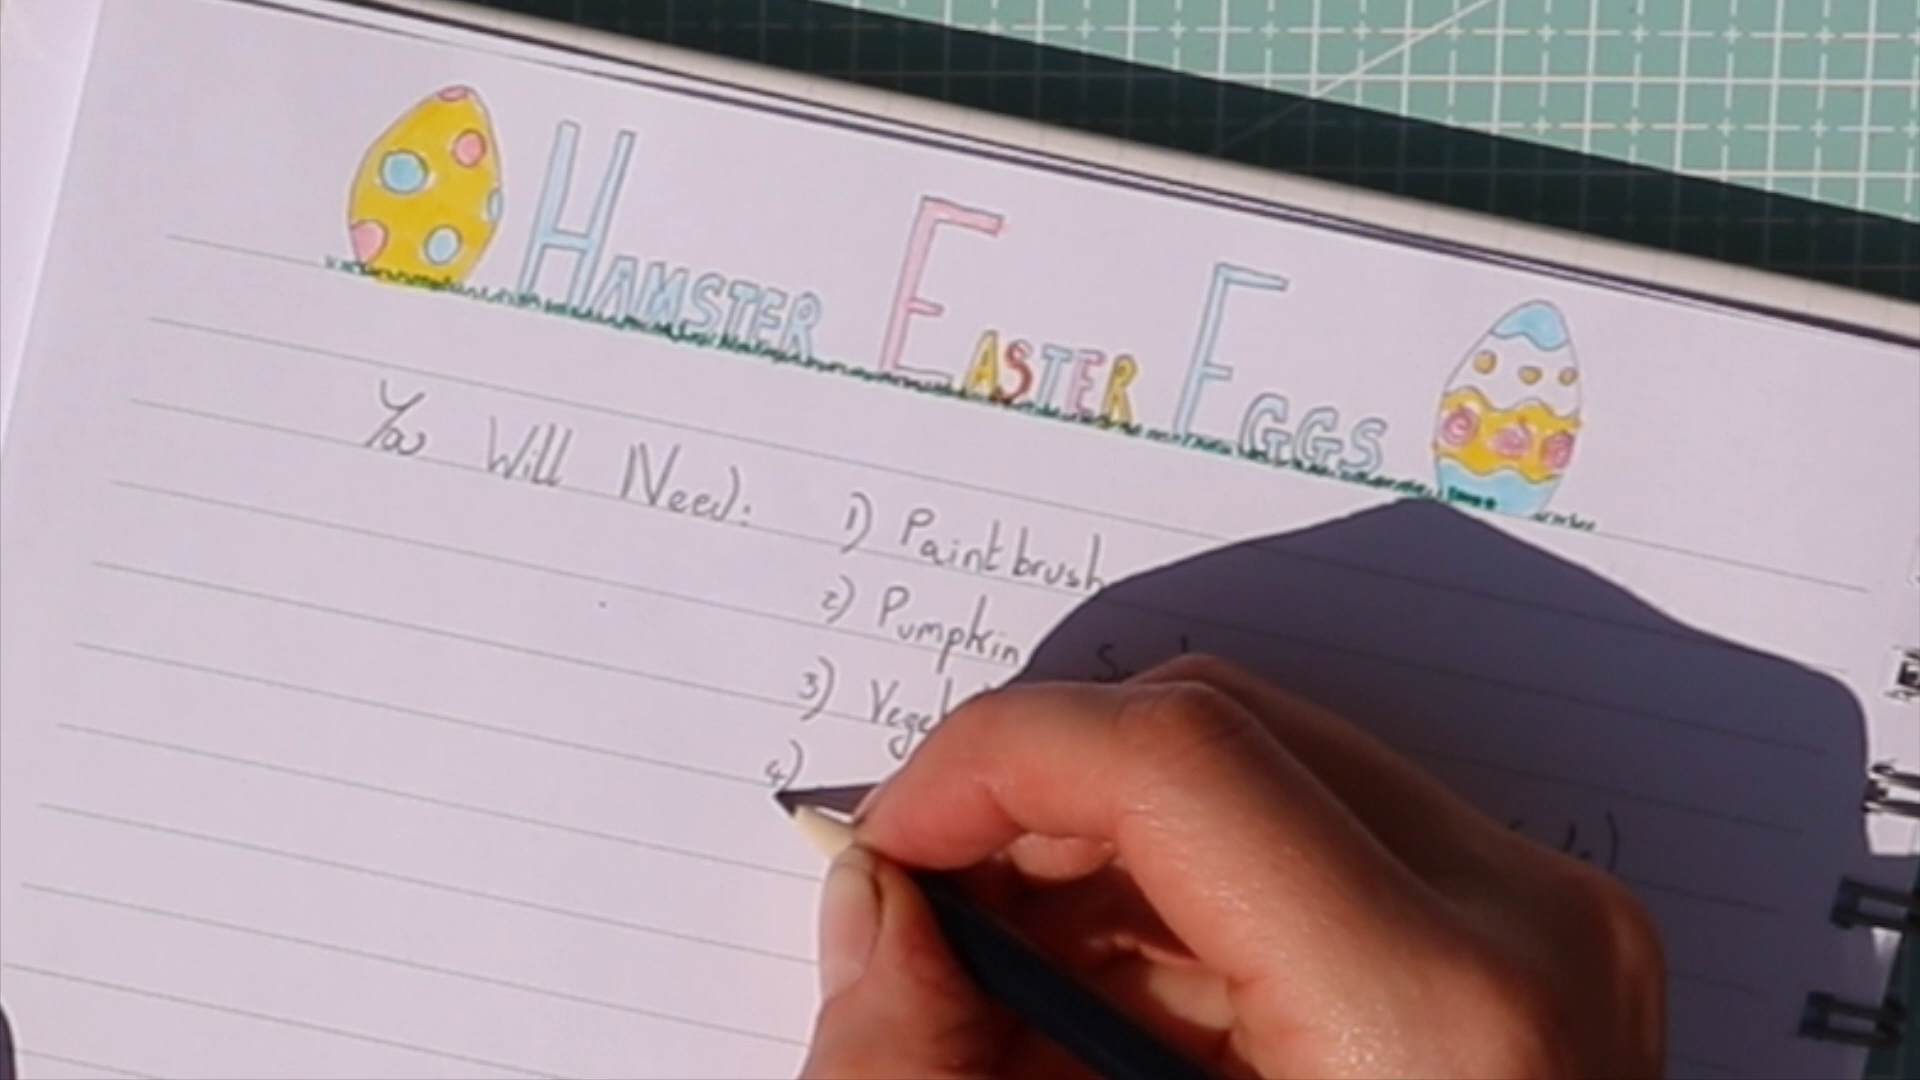 HAMSTER EASTER EGGS
You Will Need: 1) Paintbrush
2) Pumpkin
3)
4)